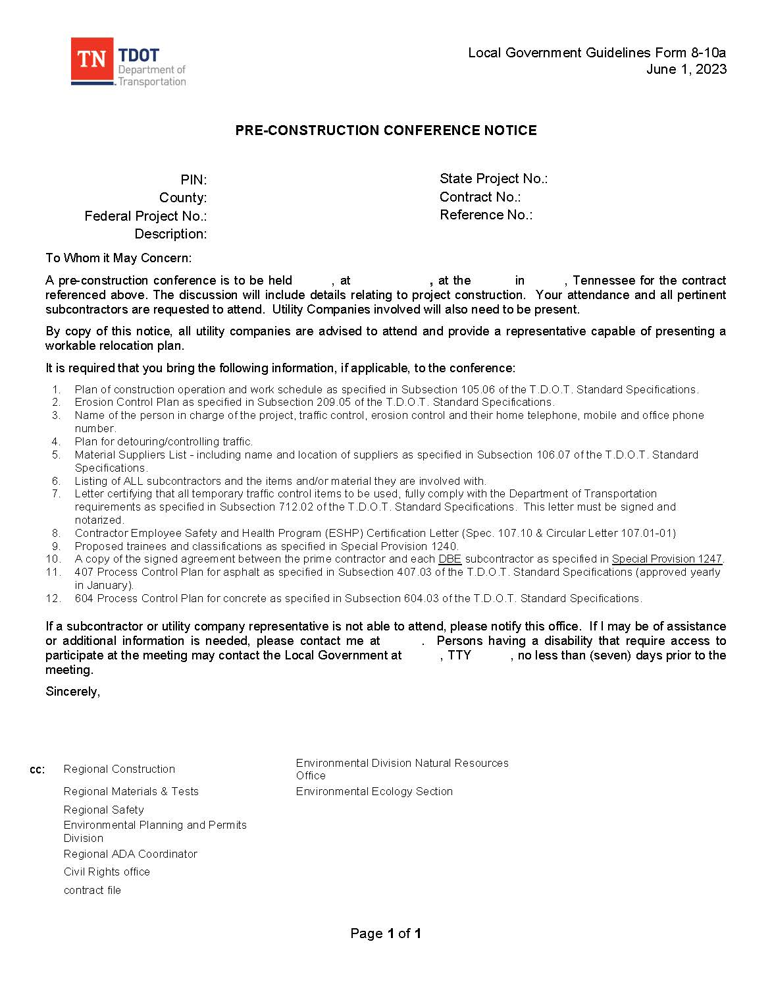 TN TDOT
Department of
Transportation
Local Government Guidelines Form 8-10a
June 1, 2023
PRE-CONSTRUCTION CONFERENCE NOTICE
PIN:
County:
Federal Project No.:
Description:
State Project No.:
Contract No.:
Reference No.:
To Whom it May Concern:
A pre-construction conference is to be held , at , at the in , Tennessee for the contract
referenced above. The discussion will include details relating to project construction. Your attendance and all pertinent
subcontractors are requested to attend. Utility Companies involved will also need to be present.
By copy of this notice, all utility companies are advised to attend and provide a representative capable of presenting a
workable relocation plan.
It is required that you bring the following information, if applicable, to the conference:
1. Plan of construction operation and work schedule as specified in Subsection 105.06 of the T.D.O.T. Standard Specifications.
2. Erosion Control Plan as specified in Subsection 209.05 of the T.D.O.T. Standard Specifications.
3. Name of the person in charge of the project, traffic control, erosion control and their home telephone, mobile and office phone
number.
4. Plan for detouring/controlling traffic.
5. Material Suppliers List - including name and location of suppliers as specified in Subsection 106.07 of the T.D.O.T. Standard
Specifications.
6. Listing of ALL subcontractors and the items and/or material they are involved with.
7. Letter certifying that all temporary traffic control items to be used, fully comply with the Department of Transportation
requirements as specified in Subsection 712.02 of the T.D.O.T. Standard Specifications. This letter must be signed and
notarized.
8. Contractor Employee Safety and Health Program (ESHP) Certification Letter (Spec. 107.10 & Circular Letter 107.01-01)
9. Proposed trainees and classifications as specified in Special Provision 1240.
10. A copy of the signed agreement between the prime contractor and each DBE subcontractor as specified in Special Provision 1247.
11. 407 Process Control Plan for asphalt as specified in Subsection 407.03 of the T.D.O.T. Standard Specifications (approved yearly
in January).
12. 604 Process Control Plan for concrete as specified in Subsection 604.03 of the T.D.O.T. Standard Specifications.
If a subcontractor or utility company representative is not able to attend, please notify this office. If I may be of assistance
or additional information is needed, please contact me at . Persons having a disability that require access to
participate at the meeting may contact the Local Government at , TTY , no less than (seven) days prior to the
meeting.
Sincerely,
cc: Regional Construction
Regional Materials & Tests
Regional Safety
Environmental Planning and Permits
Division
Regional ADA Coordinator
Civil Rights office
contract file
Environmental Division Natural Resources
Office
Environmental Ecology Section
Page 1 of 1